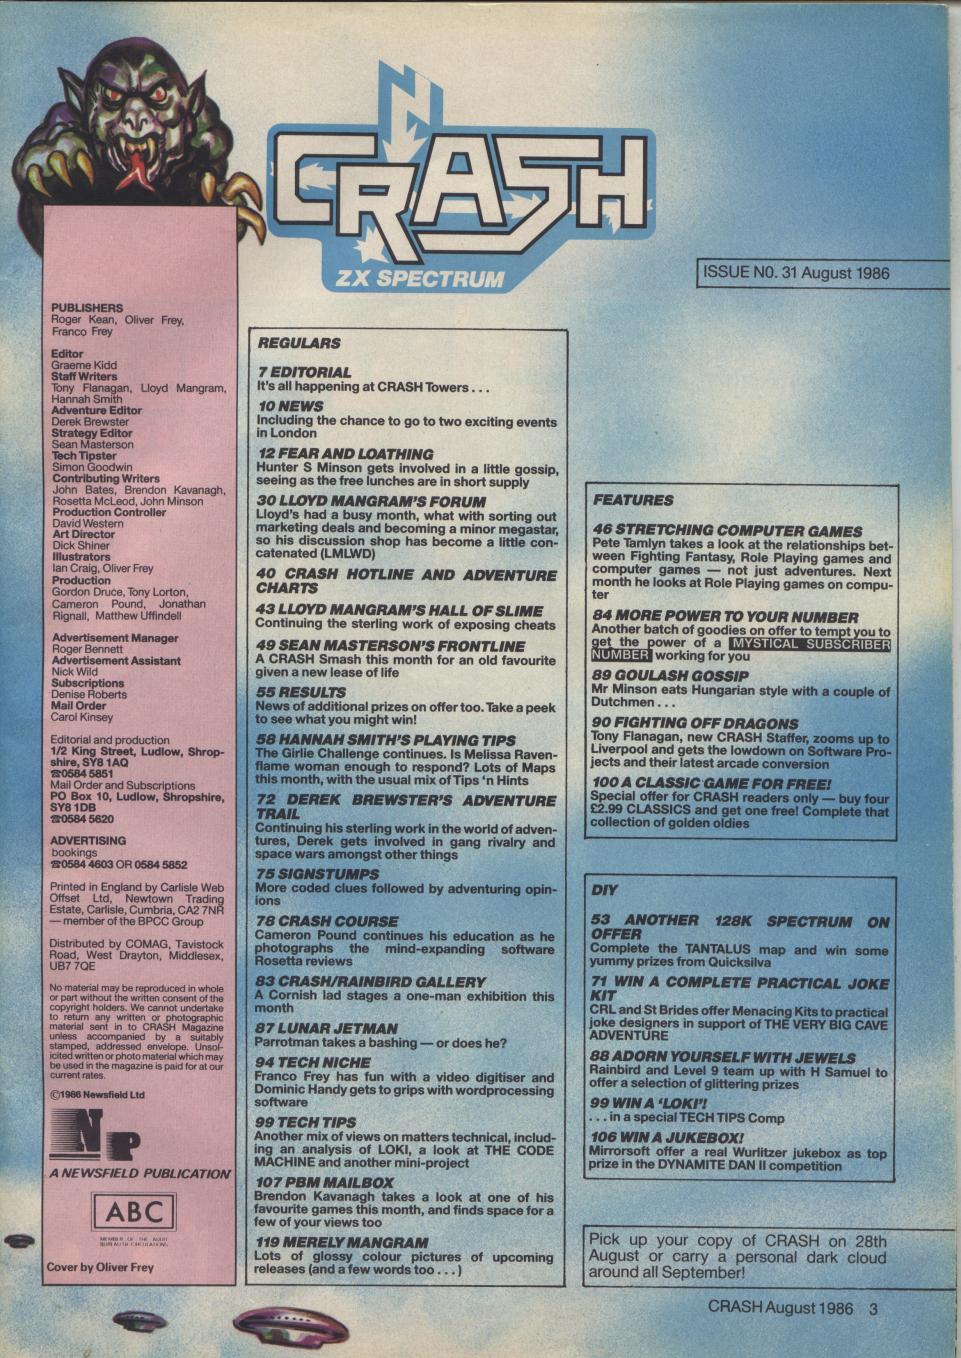 CRASH
ZX SPECTRUM
ISSUE NO. 31 August 1986
PUBLISHERS
Roger Kean, Oliver Frey,
Franco Frey
Editor
Graeme Kidd
Staff Writers
Tony Flanagan, Lloyd Mangram,
Hannah Smith
Adventure Editor
Derek Brewster
Strategy Editor
Sean Masterson
Tech Tipster
Simon Goodwin
Contributing Writers
John Bates, Brendon Kavanagh,
Rosetta McLeod, John Minson
Production Controller
David Western
Art Director
Dick Shiner
Illustrators
Ian Craig, Oliver Frey
Production
Gordon Druce, Tony Lorton,
Cameron Pound, Jonathan
Rignall, Matthew Uffindell
Advertisement Manager
Roger Bennett
Advertisement Assistant
Nick Wild
Subscriptions
Denise Roberts
Mail Order
Carol Kinsey
Editorial and production
1/2 King Street, Ludlow, Shrop-
shire, SY8 1AQ
☎0584 5851
Mail Order and Subscriptions
PO Box 10, Ludlow, Shropshire,
SY8 1DB
☎0584 5620
ADVERTISING
bookings
☎0584 4603 OR 0584 5852
Printed in England by Carlisle Web
Offset Ltd, Newtown Trading
Estate, Carlisle, Cumbria, CA2 7NR
— member of the BPCC Group
Distributed by COMAG, Tavistock
Road, West Drayton, Middlesex,
UB7 7QE
No material may be reproduced in whole
or part without the written consent of the
copyright holders. We cannot undertake
to return any written or photographic
material sent in to CRASH Magazine
unless accompanied by a suitably
stamped, addressed envelope. Unsol-
icited written or photo material which may
be used in the magazine is paid for at our
current rates.
©1986 Newsfield Ltd
NP
A NEWSFIELD PUBLICATION
ABC
MEMBER OF THE AUDIT
BUREAU OF CIRCULATIONS
Cover by Oliver Frey
REGULARS
7 EDITORIAL
It's all happening at CRASH Towers . . .
10 NEWS
Including the chance to go to two exciting events
in London
12 FEAR AND LOATHING
Hunter S Minson gets involved in a little gossip,
seeing as the free lunches are in short supply
30 LLOYD MANGRAM'S FORUM
Lloyd's had a busy month, what with sorting out
marketing deals and becoming a minor megastar,
so his discussion shop has become a little con-
catenated (LMLWD)
40 CRASH HOTLINE AND ADVENTURE
CHARTS
43 LLOYD MANGRAM'S HALL OF SLIME
Continuing the sterling work of exposing cheats
49 SEAN MASTERSON'S FRONTLINE
A CRASH Smash this month for an old favourite
given a new lease of life
55 RESULTS
News of additional prizes on offer too. Take a peek
to see what you might win!
58 HANNAH SMITH'S PLAYING TIPS
The Girlie Challenge continues. Is Melissa Raven-
flame woman enough to respond? Lots of Maps
this month, with the usual mix of Tips 'n Hints
72 DEREK BREWSTER'S ADVENTURE
TRAIL
Continuing his sterling work in the world of adven-
tures, Derek gets involved in gang rivalry and
space wars amongst other things
75 SIGNSTUMPS
More coded clues followed by adventuring opin-
ions
78 CRASH COURSE
Cameron Pound continues his education as he
photographs the mind-expanding software
Rosetta reviews
83 CRASH/RAINBIRD GALLERY
A Cornish lad stages a one-man exhibition this
month
87 LUNAR JETMAN
Parrotman takes a bashing — or does he?
94 TECH NICHE
Franco Frey has fun with a video digitiser and
Dominic Handy gets to grips with wordprocessing
software
99 TECH TIPS
Another mix of views on matters technical, includ-
ing an analysis of LOKI, a look at THE CODE
MACHINE and another mini-project
107 PBM MAILBOX
Brendon Kavanagh takes a look at one of his
favourite games this month, and finds space for a
few of your views too
119 MERELY MANGRAM
Lots of glossy colour pictures of upcoming
releases (and a few words too . . .)
FEATURES
46 STRETCHING COMPUTER GAMES
Pete Tamlyn takes a look at the relationships bet-
ween Fighting Fantasy, Role Playing games and
computer games — not just adventures. Next
month he looks at Role Playing games on compu-
ter
84 MORE POWER TO YOUR NUMBER
Another batch of goodies on offer to tempt you to
get the power of a MYSTICAL SUBSCRIBER
NUMBER working for you
89 GOULASH GOSSIP
Mr Minson eats Hungarian style with a couple of
Dutchmen . . .
90 FIGHTING OFF DRAGONS
Tony Flanagan, new CRASH Staffer, zooms up to
Liverpool and gets the lowdown on Software Pro-
jects and their latest arcade conversion
100 A CLASSIC GAME FOR FREE!
Special offer for CRASH readers only — buy four
£2.99 CLASSICS and get one free! Complete that
collection of golden oldies
DIY
53 ANOTHER 128K SPECTRUM ON
OFFER
Complete the TANTALUS map and win some
yummy prizes from Quicksilva
71 WIN A COMPLETE PRACTICAL JOKE
KIT
CRL and St Brides offer Menacing Kits to practical
joke designers in support of THE VERY BIG CAVE
ADVENTURE
88 ADORN YOURSELF WITH JEWELS
Rainbird and Level 9 team up with H Samuel to
offer a selection of glittering prizes
99 WIN A 'LOKI'!
. . . in a special TECH TIPS Comp
106 WIN A JUKEBOX!
Mirrorsoft offer a real Wurlitzer jukebox as top
prize in the DYNAMITE DAN II competition
Pick up your copy of CRASH on 28th
August or carry a personal dark cloud
around all September!
CRASH August 1986 3